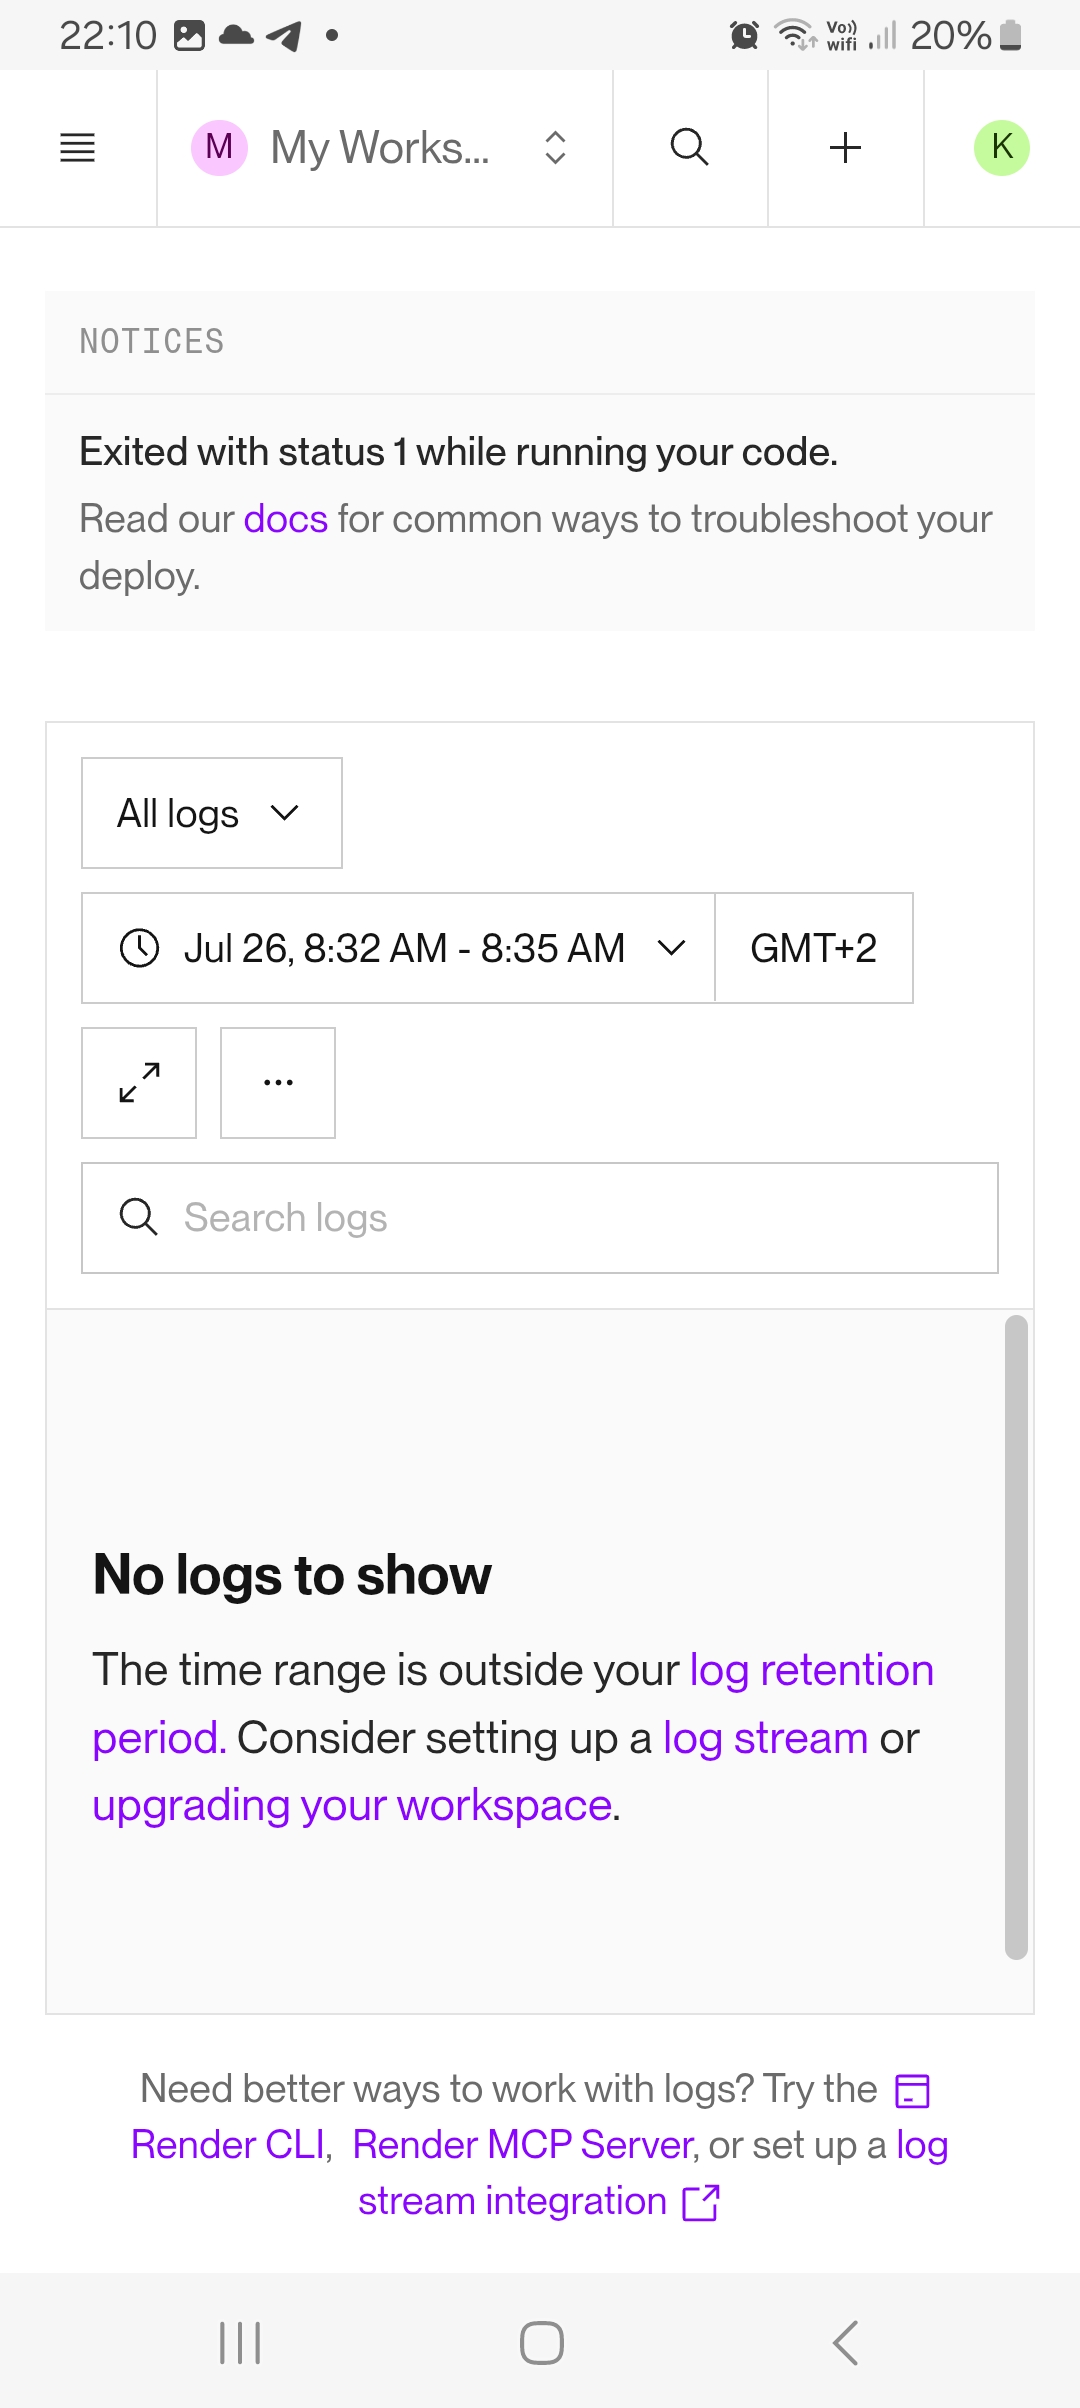 22:10
Vo)) wifi
20%
M My Works...
K
NOTICES
Exited with status 1 while running your code.
Read our docs for common ways to troubleshoot your
deploy.
All logs
Jul 26, 8:32 AM - 8:35 AM GMT+2
...
Search logs
No logs to show
The time range is outside your log retention
period. Consider setting up a log stream or
upgrading your workspace.
Need better ways to work with logs? Try the
Render CLI, Render MCP Server, or set up a log
stream integration